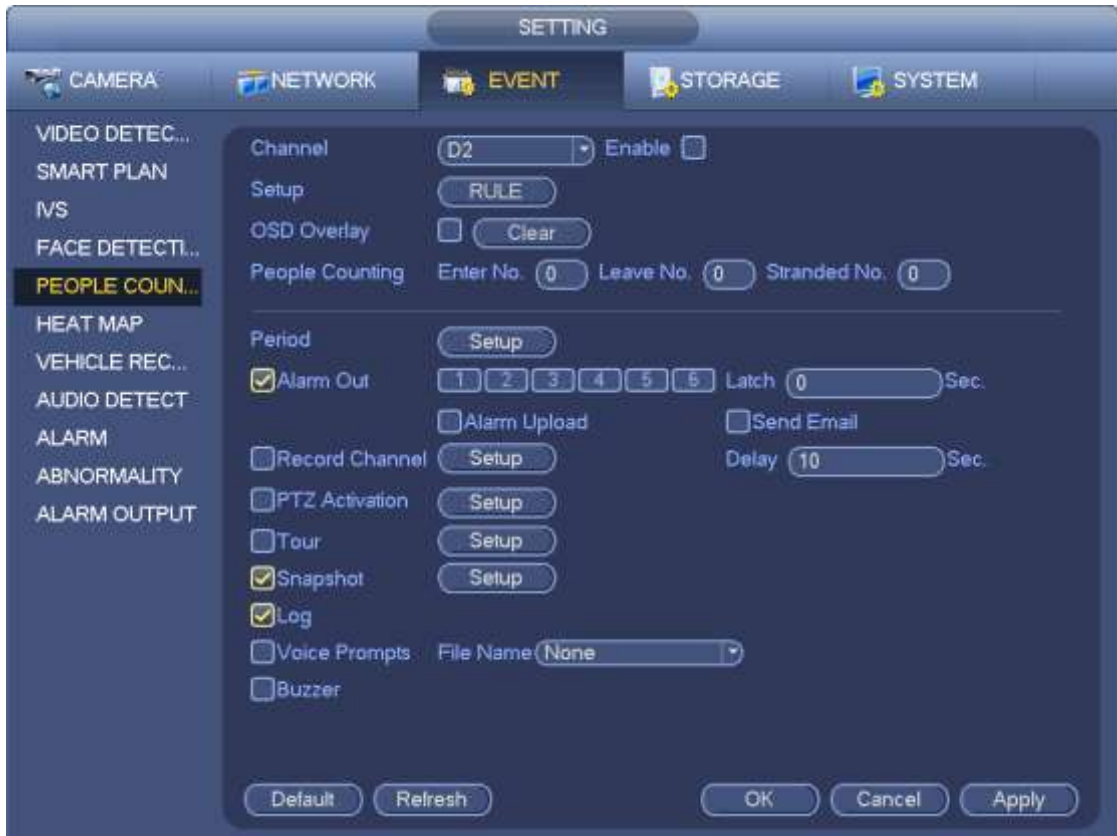 SETTING
CAMERA NETWORK EVENT STORAGE SYSTEM
VIDEO DETEC...
SMART PLAN
IVS
FACE DETECTI...
PEOPLE COUN...
HEAT MAP
VEHICLE REC...
AUDIO DETECT
ALARM
ABNORMALITY
ALARM OUTPUT
Channel D2 Enable
Setup RULE
OSD Overlay Clear
People Counting Enter No. 0 Leave No. 0 Stranded No. 0
Period Setup
Alarm Out 1 2 3 4 5 6 Latch 0 Sec.
Alarm Upload Send Email
Record Channel Setup Delay 10 Sec.
PTZ Activation Setup
Tour Setup
Snapshot Setup
Log
Voice Prompts File Name None
Buzzer
Default Refresh OK Cancel Apply